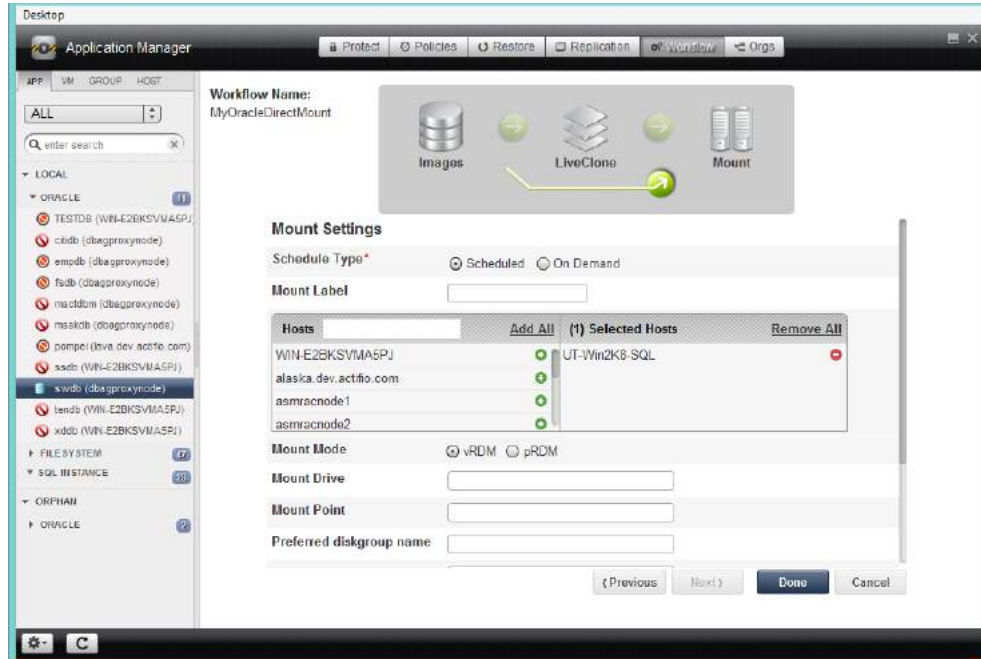 Desktop
Application Manager
Protect
Policies
Restore
Replication
Workflow
Orgs
APP VM GROUP HOST
ALL
enter search
LOCAL
ORACLE 11
TESTDB (WIN-E2BKSVMA5PJ
citidb (dbagproxynode)
empdb (dbagproxynode)
fsdb (dbagproxynode)
mactdbm (dbagproxynode)
maskdb (dbagproxynode)
pompei (lava.dev.actifio.com)
ssdb (WIN-E2BKSVMA5PJ)
swdb (dbagproxynode)
tendb (WIN-E2BKSVMA5PJ)
xddb (WIN-E2BKSVMA5PJ)
FILESYSTEM 47
SQL INSTANCE
ORPHAN
ORACLE 2
Workflow Name:
MyOracleDirectMount
Images
LiveClone
Mount
Mount Settings
Schedule Type* Scheduled On Demand
Mount Label
Hosts Add All (1) Selected Hosts Remove All
WIN-E2BKSVMA5PJ UT-Win2K8-SQL
alaska.dev.actifio.com
asmracnode1
asmracnode2
Mount Mode vRDM pRDM
Mount Drive
Mount Point
Preferred diskgroup name
Previous Next Done Cancel